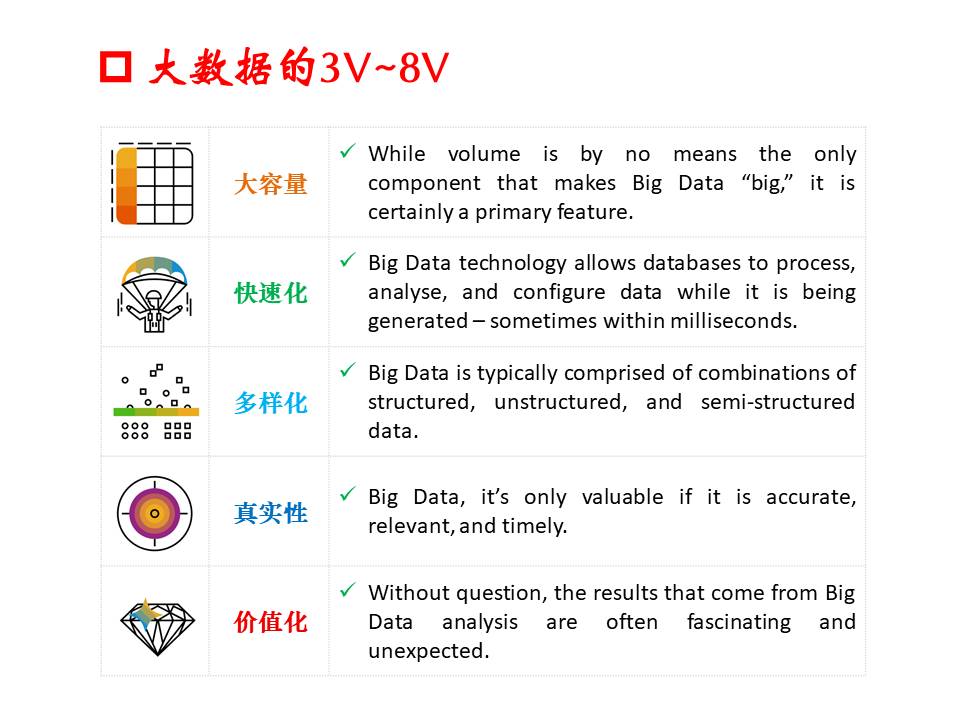 大数据的3V~8V
大容量
While volume is by no means the only
component that makes Big Data “big,” it is
certainly a primary feature.
快速化
Big Data technology allows databases to process,
analyse, and configure data while it is being
generated – sometimes within milliseconds.
多样化
Big Data is typically comprised of combinations of
structured, unstructured, and semi-structured
data.
真实性
Big Data, it’s only valuable if it is accurate,
relevant, and timely.
价值化
Without question, the results that come from Big
Data analysis are often fascinating and
unexpected.